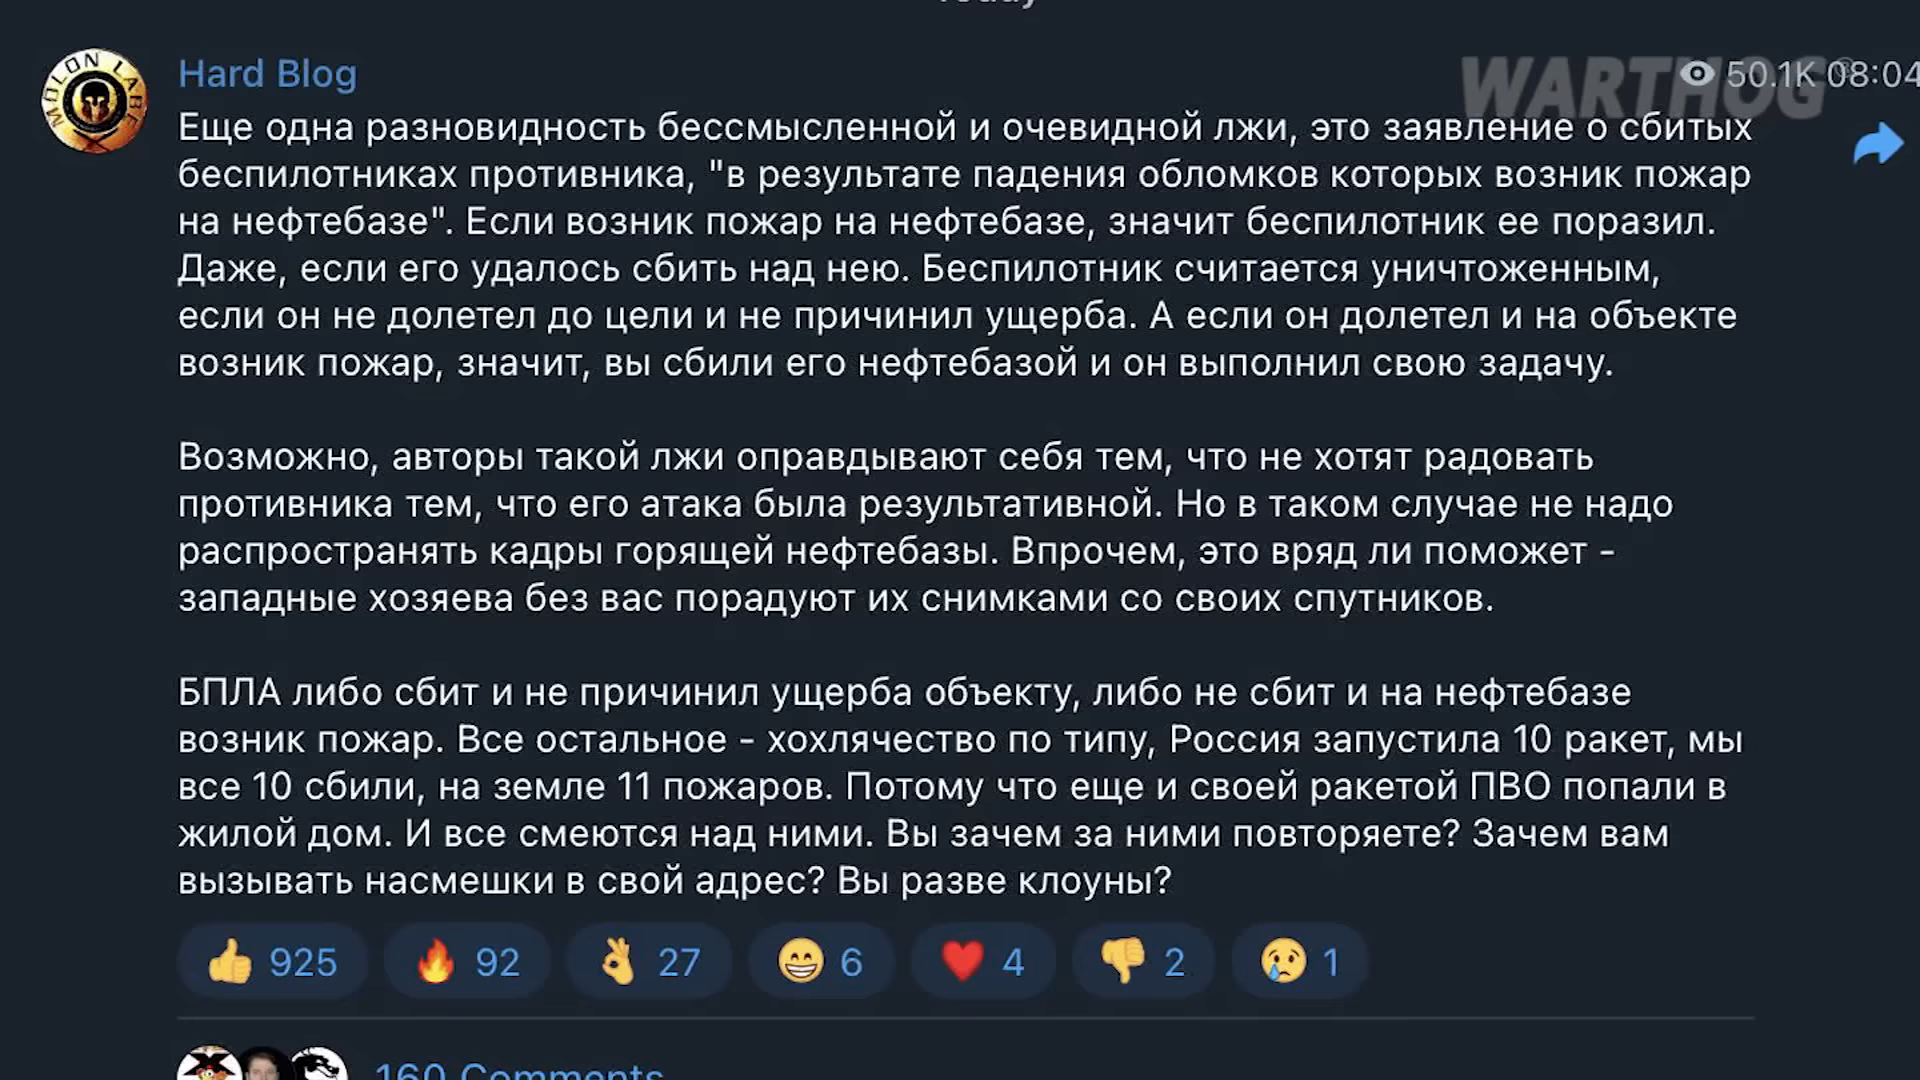 Today
MOLON LABE
Hard Blog
WARTHOG
50.1K 08:04
Еще одна разновидность бессмысленной и очевидной лжи, это заявление о сбитых
беспилотниках противника, "в результате падения обломков которых возник пожар
на нефтебазе". Если возник пожар на нефтебазе, значит беспилотник ее поразил.
Даже, если его удалось сбить над нею. Беспилотник считается уничтоженным,
если он не долетел до цели и не причинил ущерба. А если он долетел и на объекте
возник пожар, значит, вы сбили его нефтебазой и он выполнил свою задачу.
Возможно, авторы такой лжи оправдывают себя тем, что не хотят радовать
противника тем, что его атака была результативной. Но в таком случае не надо
распространять кадры горящей нефтебазы. Впрочем, это вряд ли поможет -
западные хозяева без вас порадуют их снимками со своих спутников.
БПЛА либо сбит и не причинил ущерба объекту, либо не сбит и на нефтебазе
возник пожар. Все остальное - хохлячество по типу, Россия запустила 10 ракет, мы
все 10 сбили, на земле 11 пожаров. Потому что еще и своей ракетой ПВО попали в
жилой дом. И все смеются над ними. Вы зачем за ними повторяете? Зачем вам
вызывать насмешки в свой адрес? Вы разве клоуны?
925 92 27 6 4 2 1
160 Comments